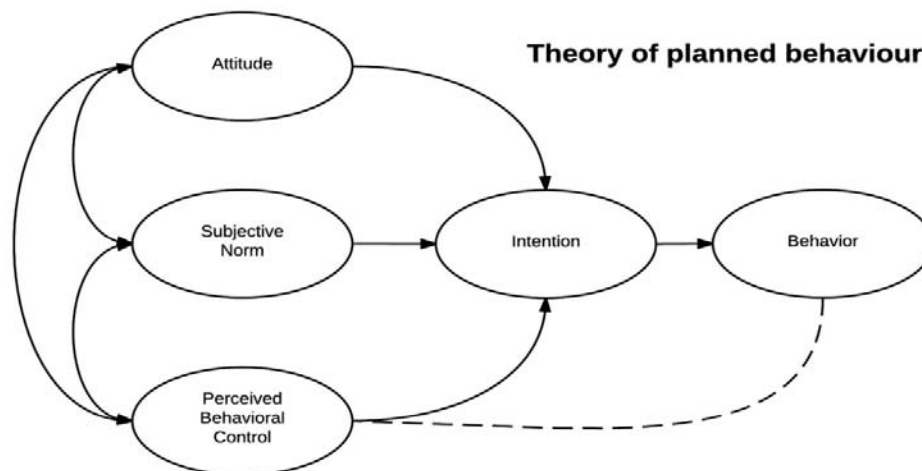 Theory of planned behaviour
Attitude
Subjective
Norm
Intention
Behavior
Perceived
Behavioral
Control